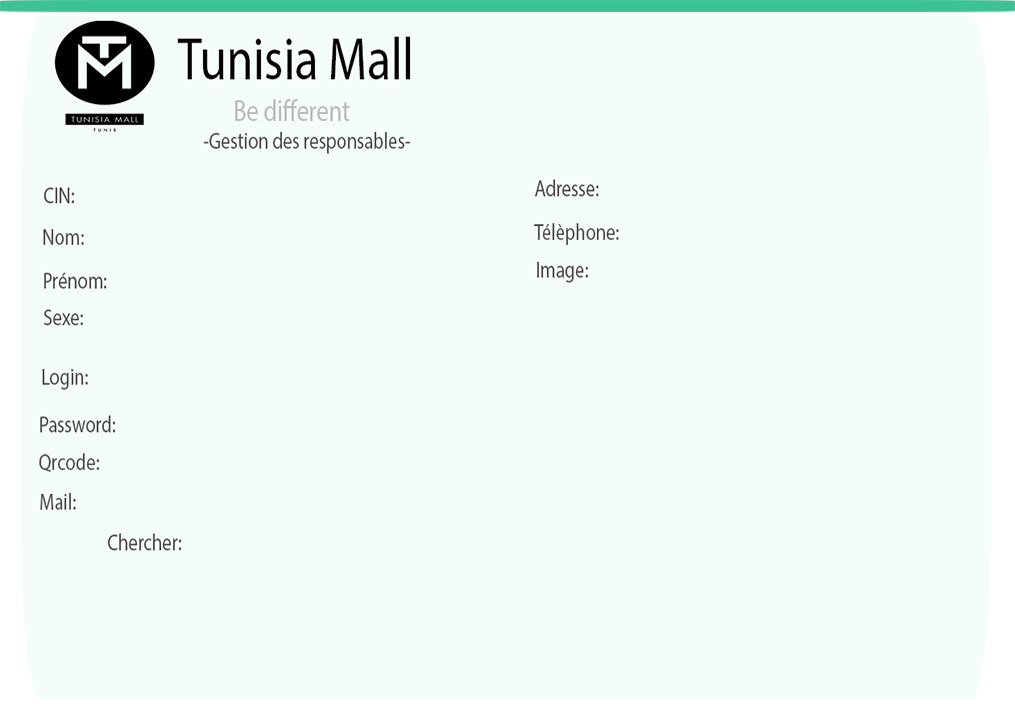 TM
TUNISIA MALL
TUNIS
Tunisia Mall
Be different
-Gestion des responsables-
CIN:
Nom:
Prénom:
Sexe:
Login:
Password:
Qrcode:
Mail:
Chercher:
Adresse:
Télèphone:
Image: